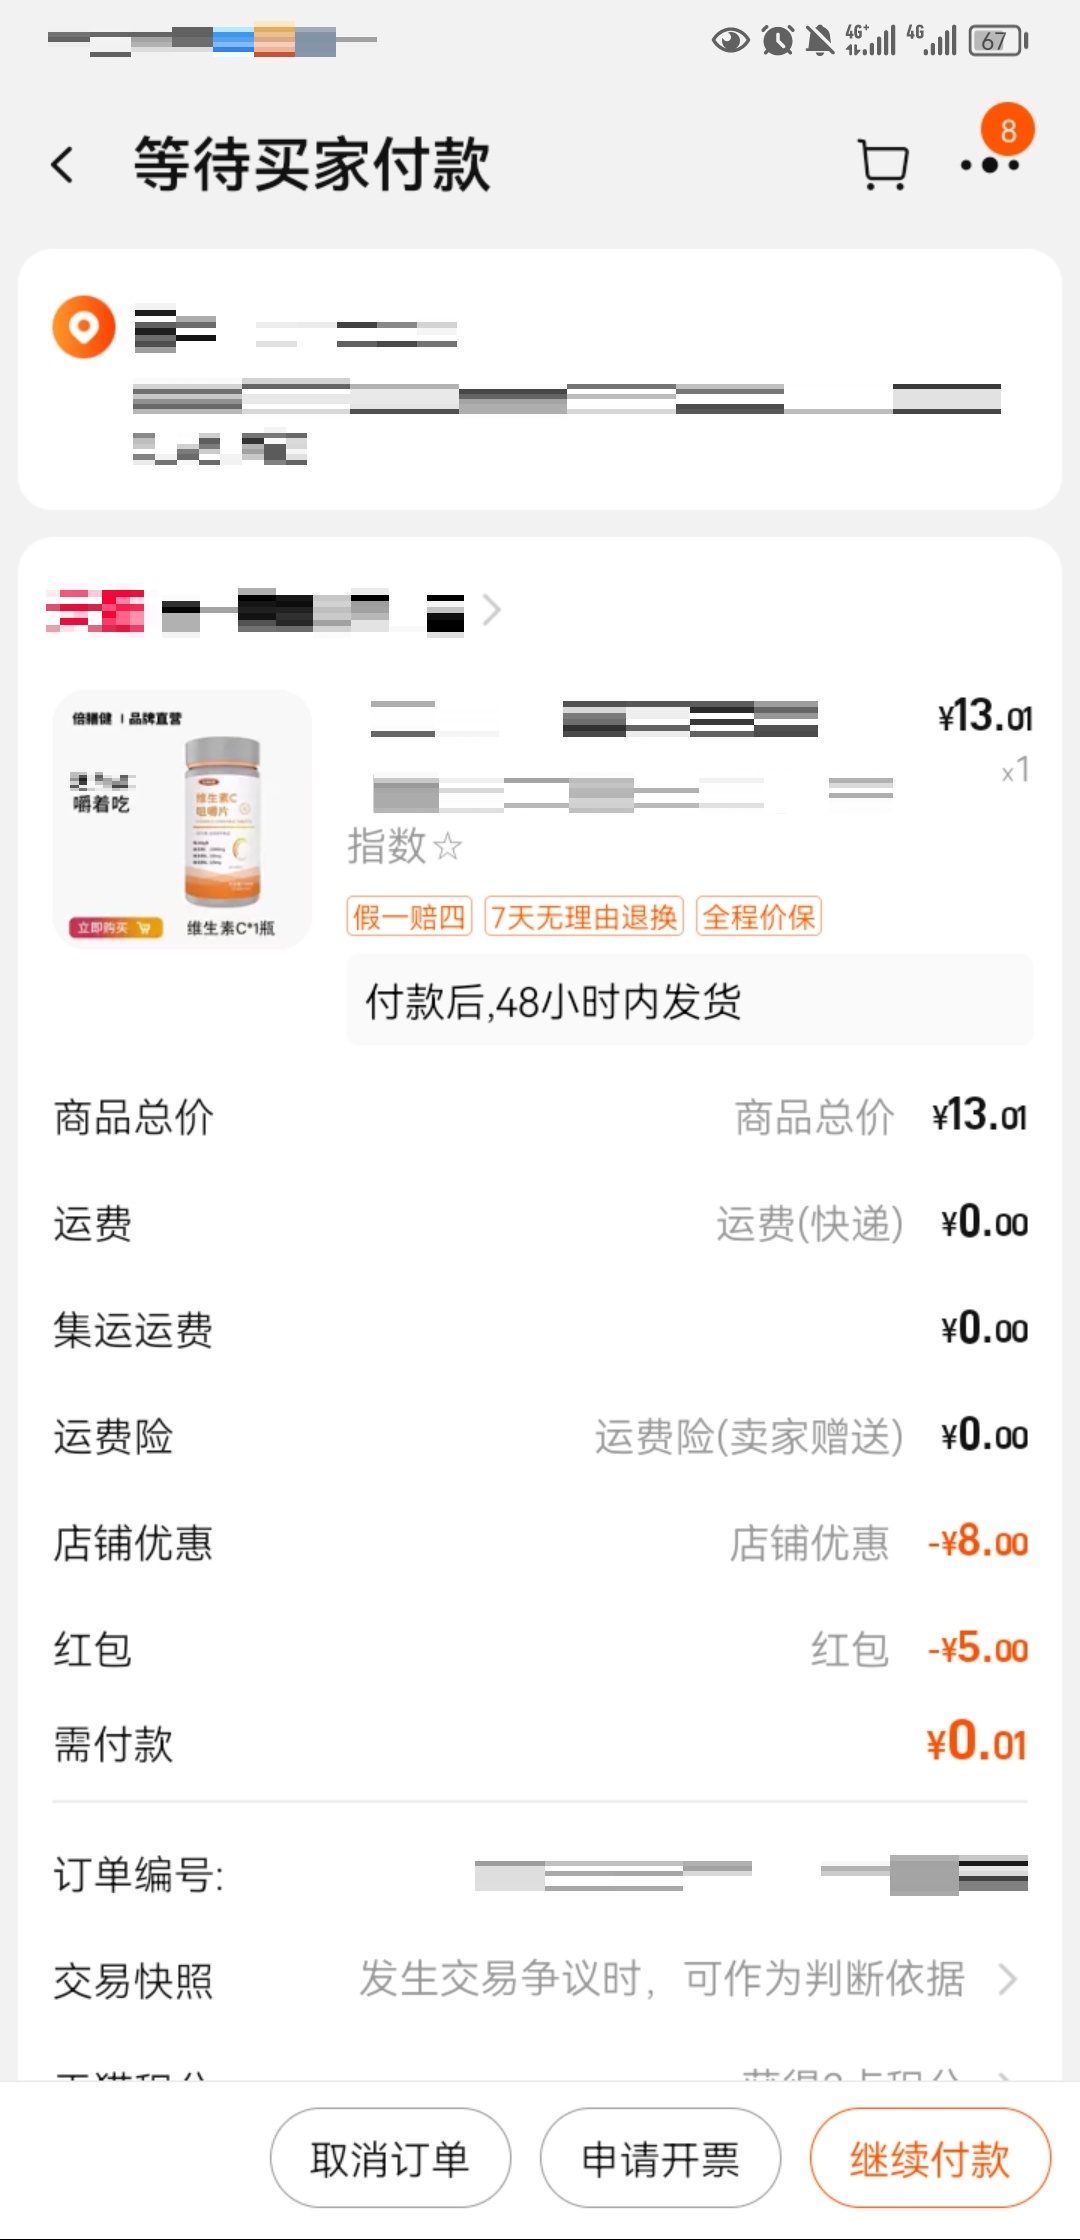 4G+ 4G 67
等待买家付款
8
倍膳健 | 品牌直营
嚼着吃
维生素C
咀嚼片
立即购买
维生素C*1瓶
¥13.01
x1
指数☆
假一赔四 7天无理由退换 全程价保
付款后,48小时内发货
商品总价 商品总价 ¥13.01
运费 运费(快递) ¥0.00
集运运费 ¥0.00
运费险 运费险(卖家赠送) ¥0.00
店铺优惠 店铺优惠 -¥8.00
红包 红包 -¥5.00
需付款 ¥0.01
订单编号:
交易快照 发生交易争议时，可作为判断依据
取消订单 申请开票 继续付款